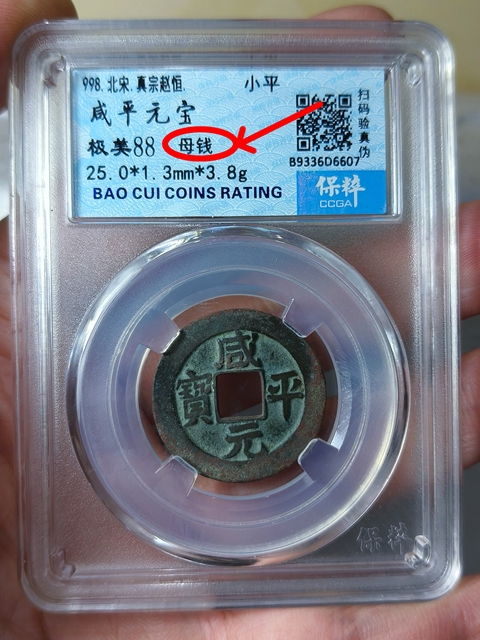 998.北宋.真宗赵恒. 小平
咸平元宝
极美88 母钱
25.0*1.3mm*3.8g
BAO CUI COINS RATING
扫码验真伪
B9336D6607
保粹
CCGA
咸平元寶
保粹